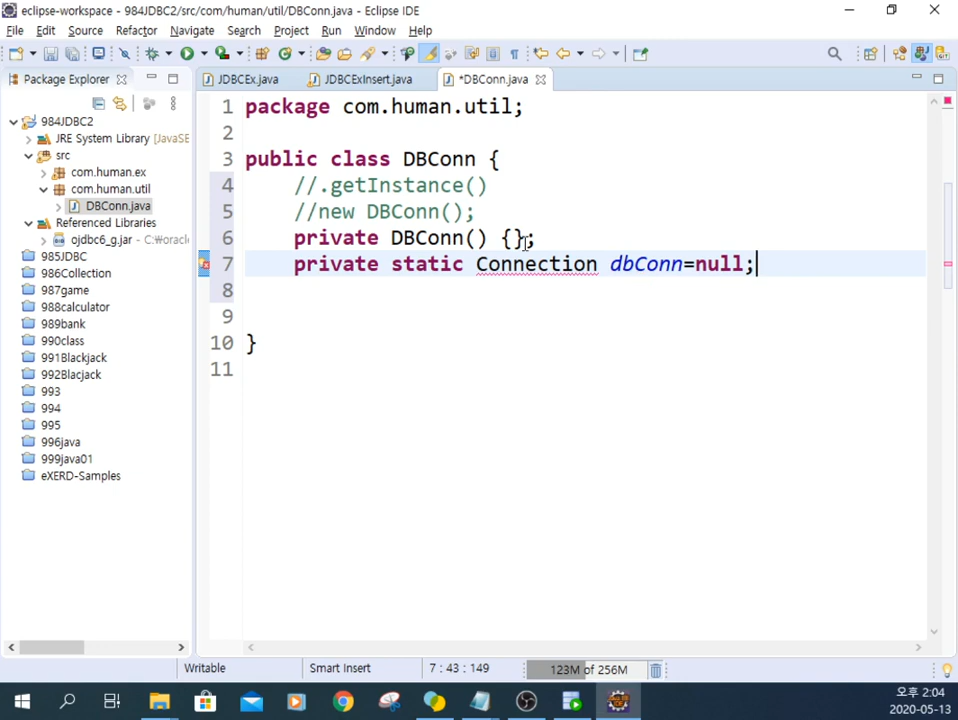 eclipse-workspace - 984JDBC2/src/com/human/util/DBConn.java - Eclipse IDE
File Edit Source Refactor Navigate Search Project Run Window Help
Package Explorer
JDBCEx.java
JDBCExInsert.java
*DBConn.java
984JDBC2
JRE System Library [JavaSE
src
com.human.ex
com.human.util
DBConn.java
Referenced Libraries
ojdbc6_g.jar - C:\oracle
985JDBC
986Collection
987game
988calculator
989bank
990class
991Blackjack
992Blacjack
993
994
995
996java
999java01
eXERD-Samples
1 package com.human.util;
2
3 public class DBConn {
4 //.getInstance()
5 //new DBConn();
6 private DBConn() {};
7 private static Connection dbConn=null;
8
9
10 }
11
Writable
Smart Insert
7 : 43 : 149
123M of 256M
오후 2:04
2020-05-13